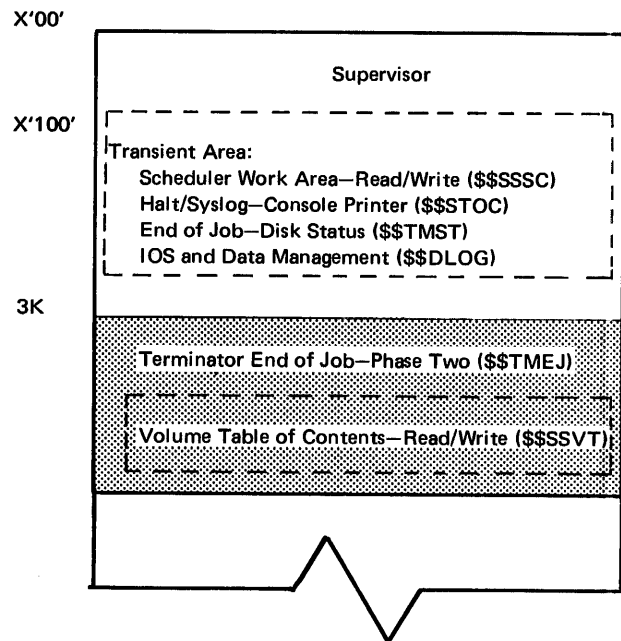 X'00'
Supervisor
X'100'
Transient Area:
Scheduler Work Area—Read/Write ($$SSSC)
Halt/Syslog—Console Printer ($$STOC)
End of Job—Disk Status ($$TMST)
IOS and Data Management ($$DLOG)
3K
Terminator End of Job—Phase Two ($$TMEJ)
Volume Table of Contents—Read/Write ($$SSVT)